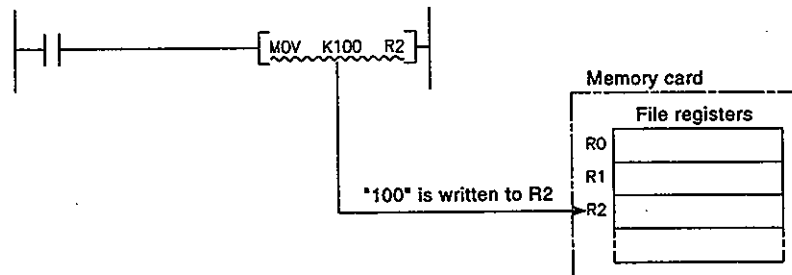 MOV K100 R2
Memory card
File registers
R0
R1
"100" is written to R2
R2